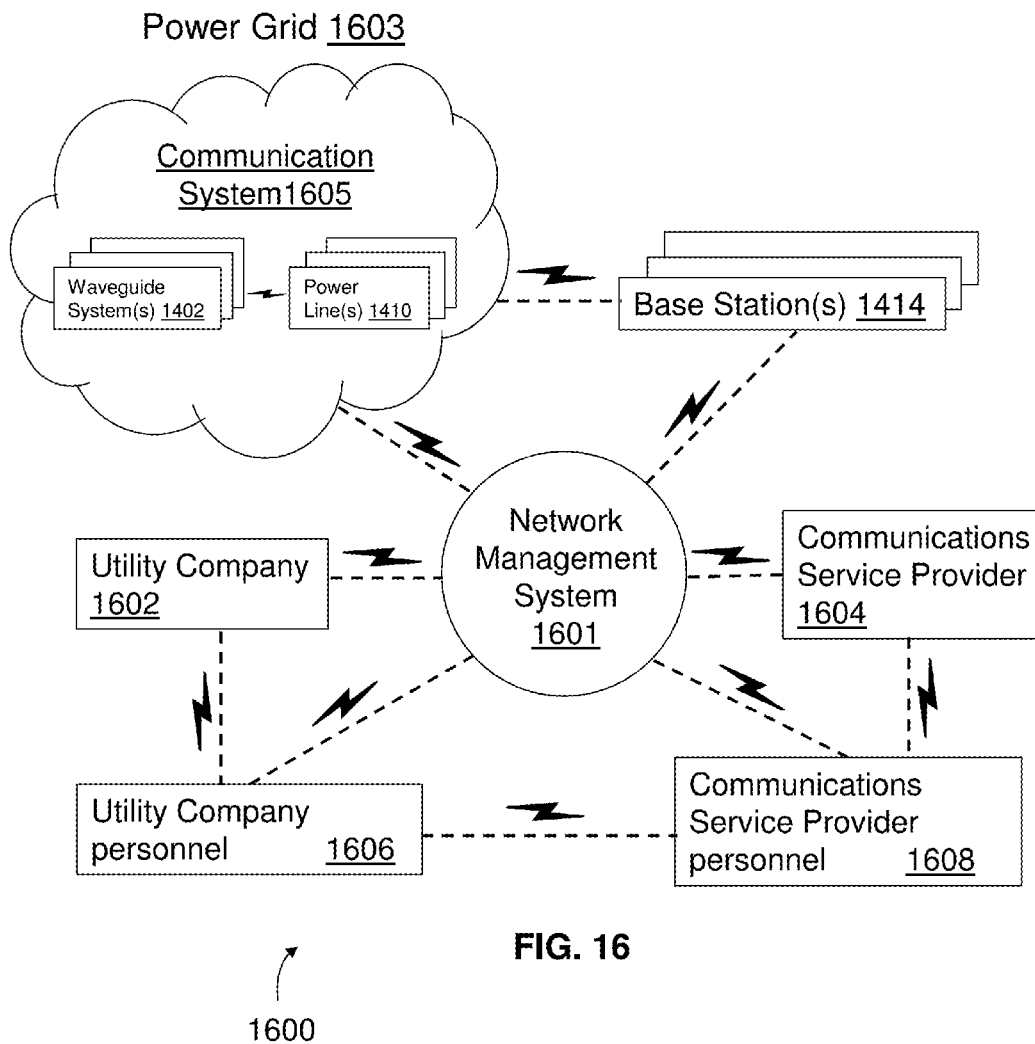 Power Grid 1603
Communication
System1605
Waveguide
System(s) 1402
Power
Line(s) 1410
Base Station(s) 1414
Network
Management
System
1601
Utility Company
1602
Communications
Service Provider
1604
Utility Company
personnel 1606
Communications
Service Provider
personnel 1608
FIG. 16
1600